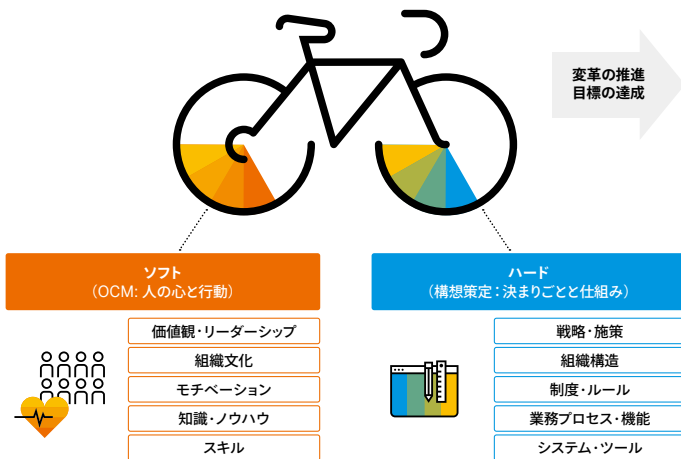 変革の推進
目標の達成
ソフト
（OCM: 人の心と行動）
価値観・リーダーシップ
組織文化
モチベーション
知識・ノウハウ
スキル
ハード
（構想策定：決まりごとと仕組み）
戦略・施策
組織構造
制度・ルール
業務プロセス・機能
システム・ツール